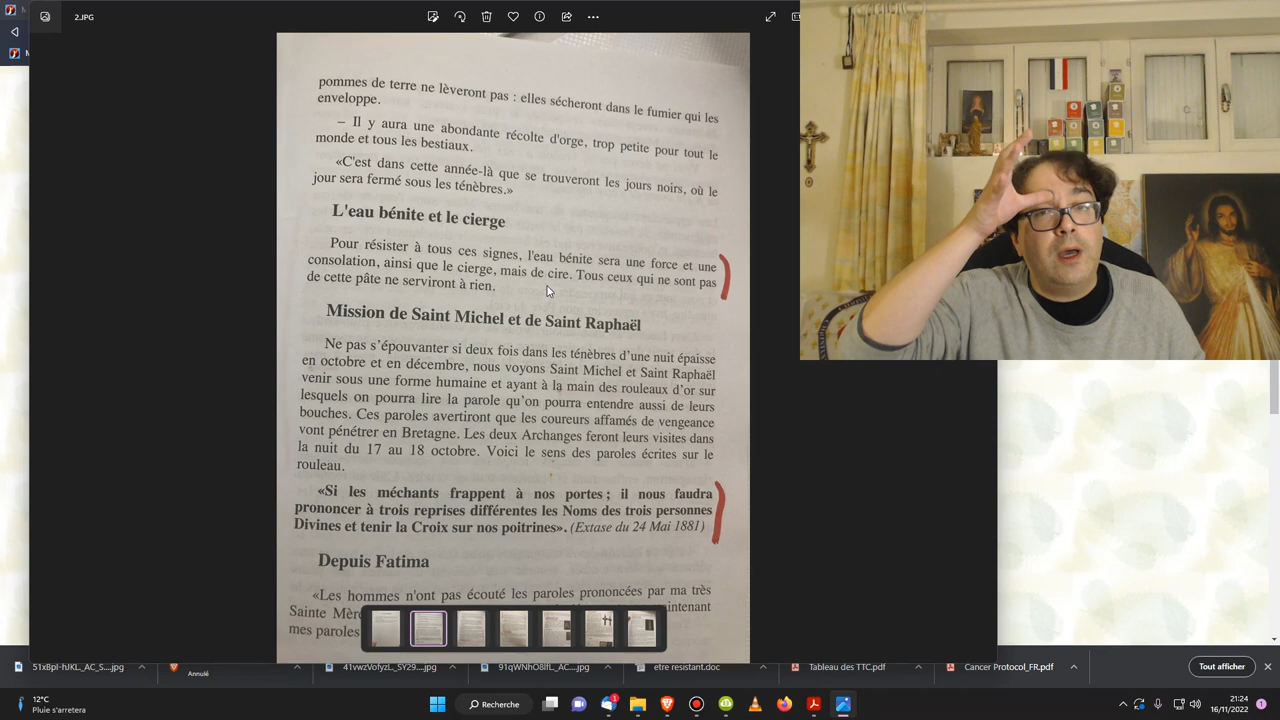 2.JPG
pommes de terre ne lèveront pas : elles sécheront dans le fumier qui les
enveloppe.
– Il y aura une abondante récolte d'orge, trop petite pour tout le
monde et tous les bestiaux.
«C'est dans cette année-là que se trouveront les jours noirs, où le
jour sera fermé sous les ténèbres.»
L'eau bénite et le cierge
Pour résister à tous ces signes, l'eau bénite sera une force et une
consolation, ainsi que le cierge, mais de cire. Tous ceux qui ne sont pas
de cette pâte ne serviront à rien.
Mission de Saint Michel et de Saint Raphaël
Ne pas s’épouvanter si deux fois dans les ténèbres d’une nuit épaisse
en octobre et en décembre, nous voyons Saint Michel et Saint Raphaël
venir sous une forme humaine et ayant à la main des rouleaux d’or sur
lesquels on pourra lire la parole qu’on pourra entendre aussi de leurs
bouches. Ces paroles avertiront que les coureurs affamés de vengeance
vont pénétrer en Bretagne. Les deux Archanges feront leurs visites dans
la nuit du 17 au 18 octobre. Voici le sens des paroles écrites sur le
rouleau.
«Si les méchants frappent à nos portes ; il nous faudra
prononcer à trois reprises différentes les Noms des trois personnes
Divines et tenir la Croix sur nos poitrines». (Extase du 24 Mai 1881)
Depuis Fatima
«Les hommes n'ont pas écouté les paroles prononcées par ma très
Sainte Mère maintenant
mes paroles
51xBpI-hJKL._AC_S....jpg
Annulé
41vwzVofyzL._SY29....jpg
91qWNhO8lfL._AC....jpg
etre resistant.doc
Tableau des TTC.pdf
Cancer Protocol_FR.pdf
Tout afficher
12°C
Pluie s'arretera
Recherche
21:24
16/11/2022